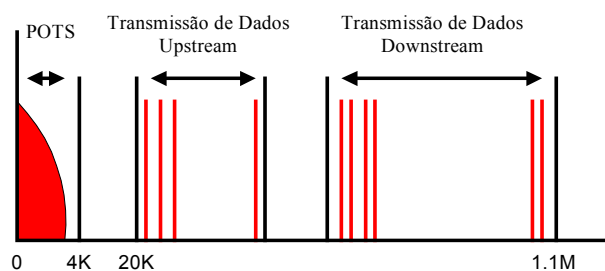 POTS
Transmissão de Dados
Upstream
Transmissão de Dados
Downstream
0
4K
20K
1.1M